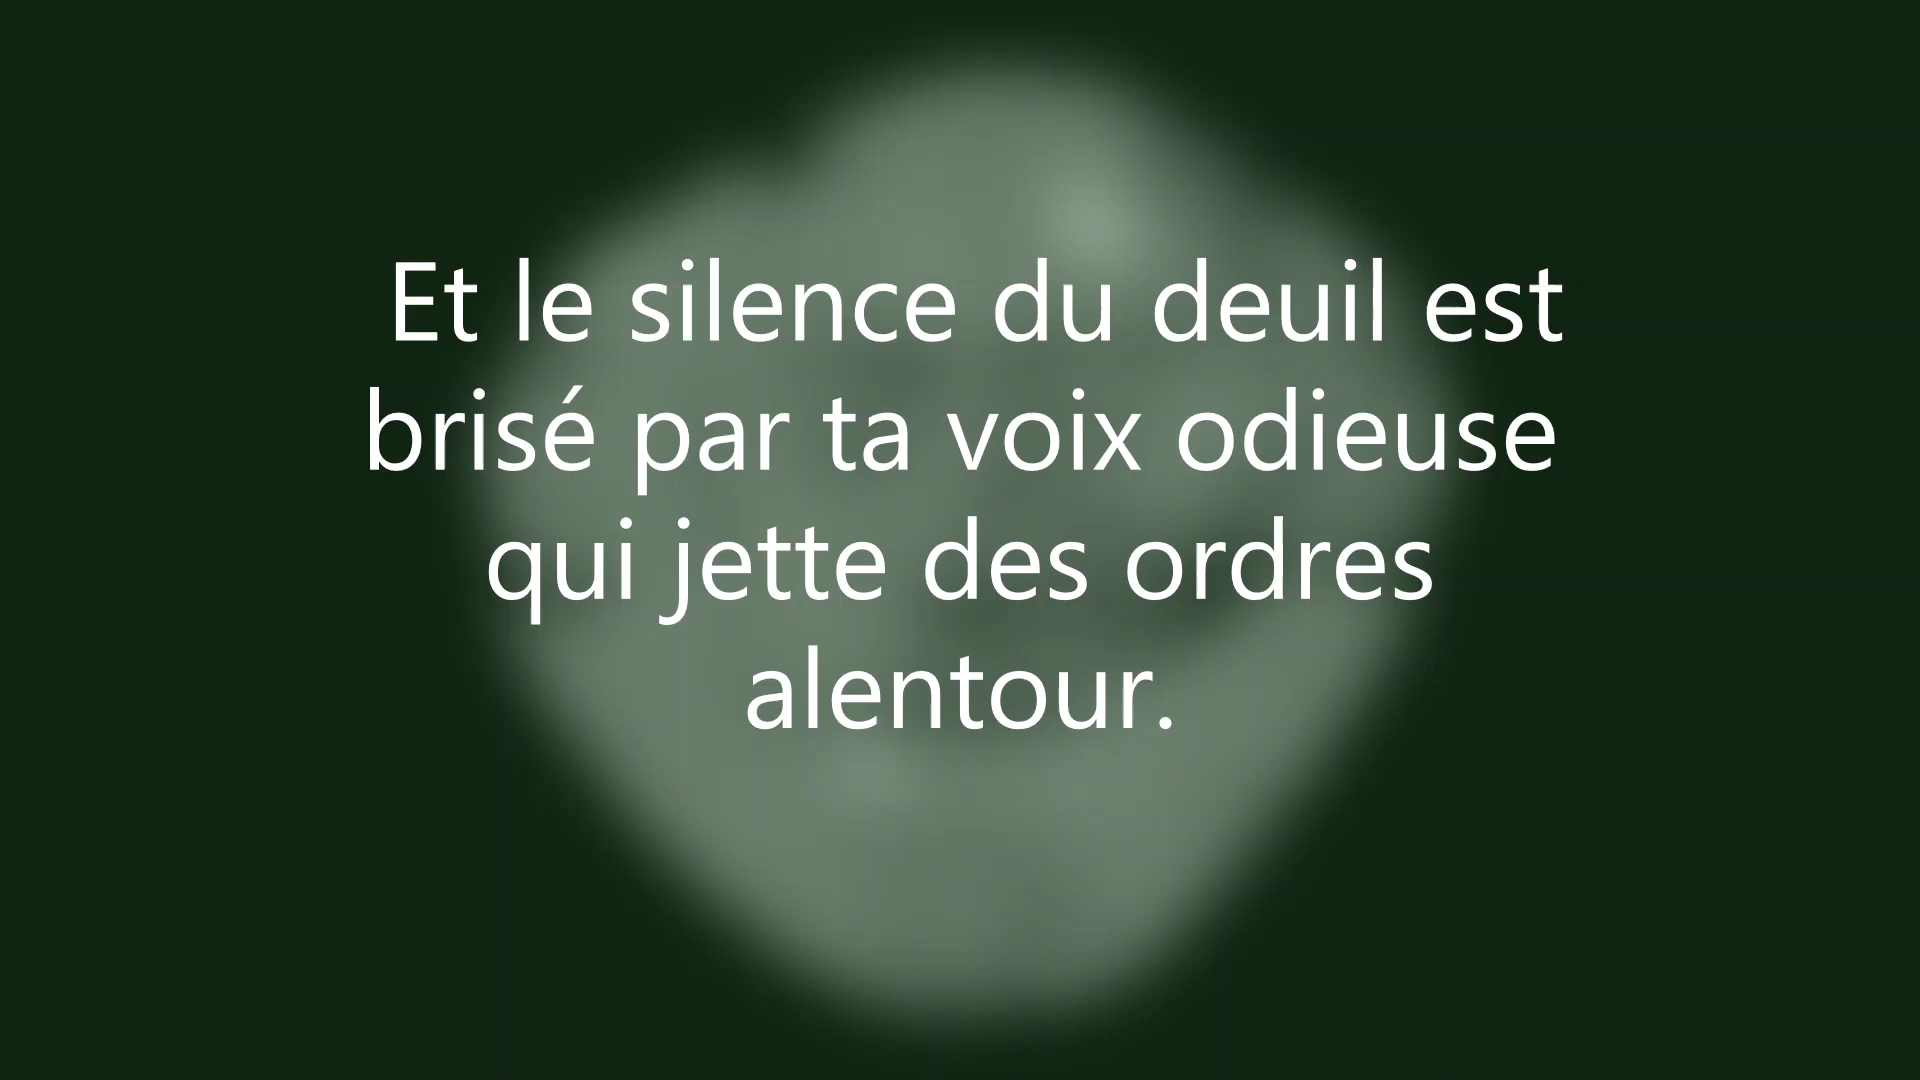 Et le silence du deuil est
brisé par ta voix odieuse
qui jette des ordres
alentour.